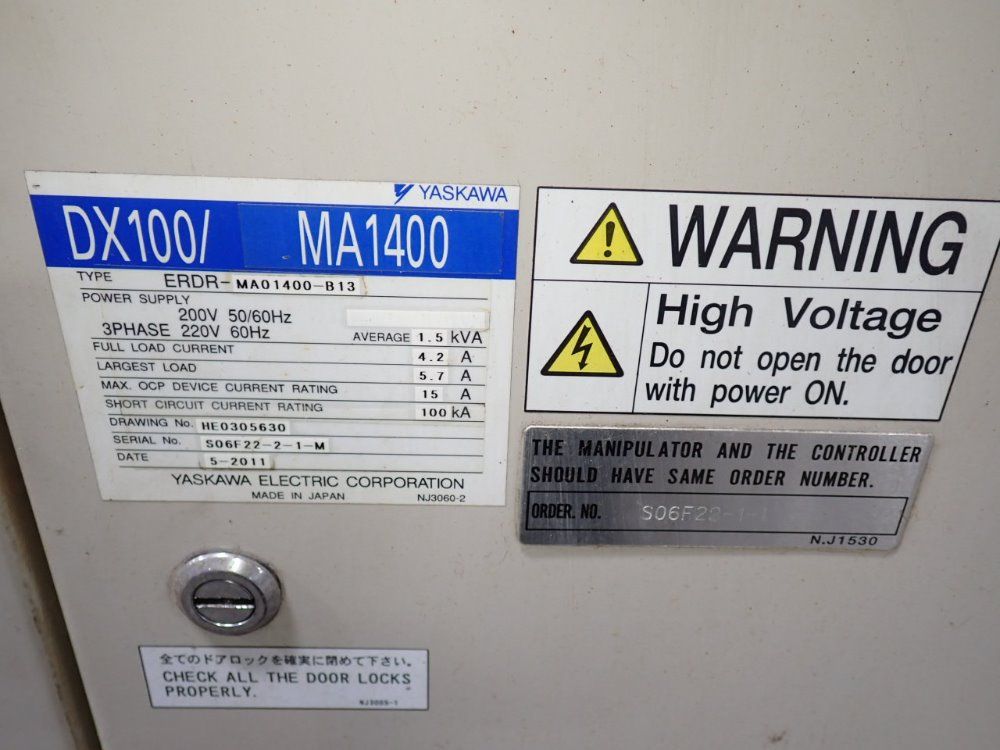 YASKAWA
DX100/ MA1400
TYPE ERDR-MA01400-B13
POWER SUPPLY
200V 50/60Hz
3PHASE 220V 60Hz AVERAGE 1.5 kVA
FULL LOAD CURRENT 4.2 A
LARGEST LOAD 5.7 A
MAX. OCP DEVICE CURRENT RATING 15 A
SHORT CIRCUIT CURRENT RATING 100 kA
DRAWING No. HE0305630
SERIAL No. S06F22-2-1-M
DATE 5-2011
YASKAWA ELECTRIC CORPORATION
MADE IN JAPAN NJ3060-2
WARNING
High Voltage
Do not open the door
with power ON.
THE MANIPULATOR AND THE CONTROLLER
SHOULD HAVE SAME ORDER NUMBER.
ORDER. NO.
N.J1530
全てのドアロックを確実に閉めて下さい。
CHECK ALL THE DOOR LOCKS
PROPERLY.